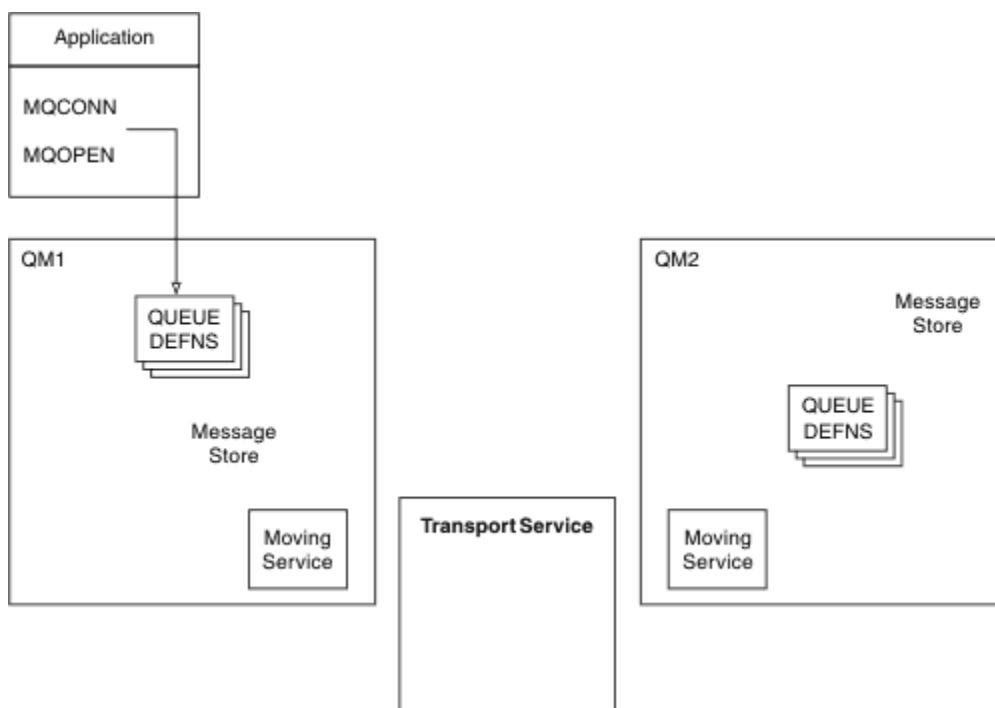 Application
MQCONN
MQOPEN
QM1
QUEUE
DEFNS
Message
Store
Moving
Service
Transport Service
QM2
Message
Store
QUEUE
DEFNS
Moving
Service